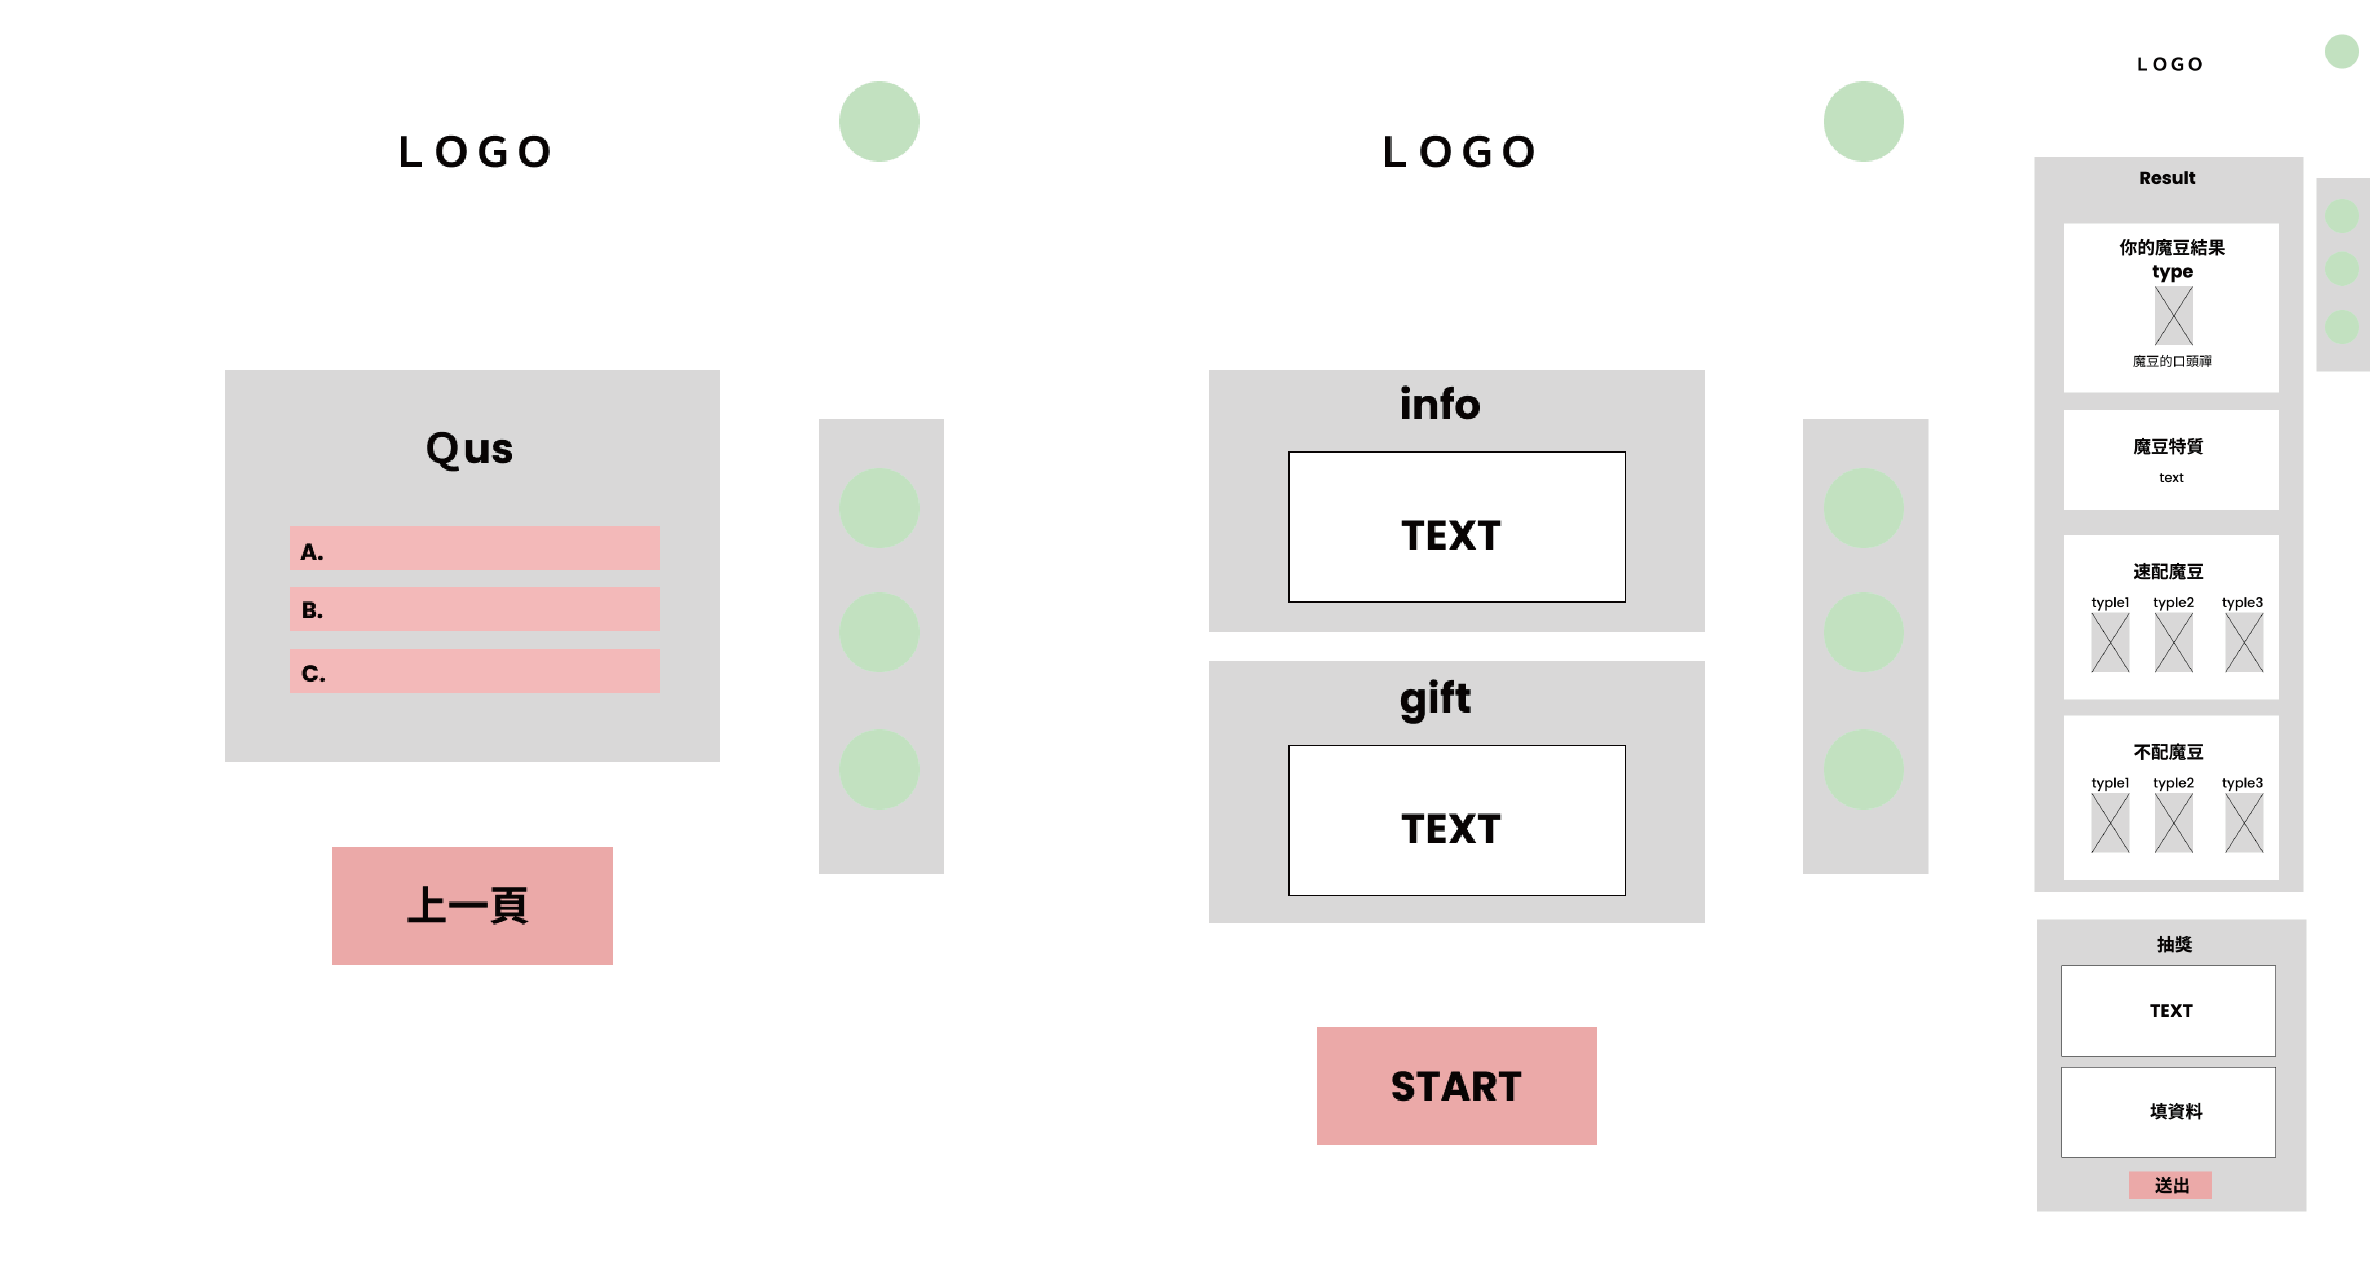 LOGO
Qus
A.
B.
C.
上一頁
LOGO
info
TEXT
gift
TEXT
START
LOGO
Result
你的魔豆結果
type
魔豆的口頭禪
魔豆特質
text
速配魔豆
typle1 typle2 typle3
不配魔豆
typle1 typle2 typle3
抽獎
TEXT
填資料
送出